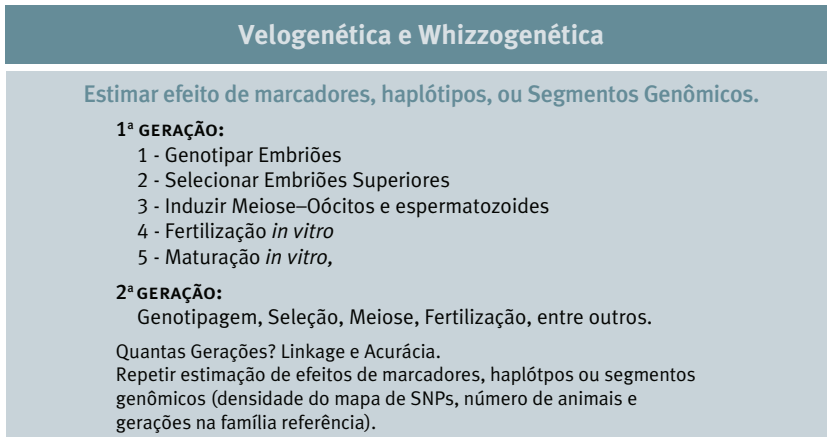 Velogenética e Whizzogenética
Estimar efeito de marcadores, haplótipos, ou Segmentos Genômicos.
1ª GERAÇÃO:
1 - Genotipar Embriões
2 - Selecionar Embriões Superiores
3 - Induzir Meiose–Oócitos e espermatozoides
4 - Fertilização in vitro
5 - Maturação in vitro,
2ª GERAÇÃO:
Genotipagem, Seleção, Meiose, Fertilização, entre outros.
Quantas Gerações? Linkage e Acurácia.
Repetir estimação de efeitos de marcadores, haplótpos ou segmentos
genômicos (densidade do mapa de SNPs, número de animais e
gerações na família referência).